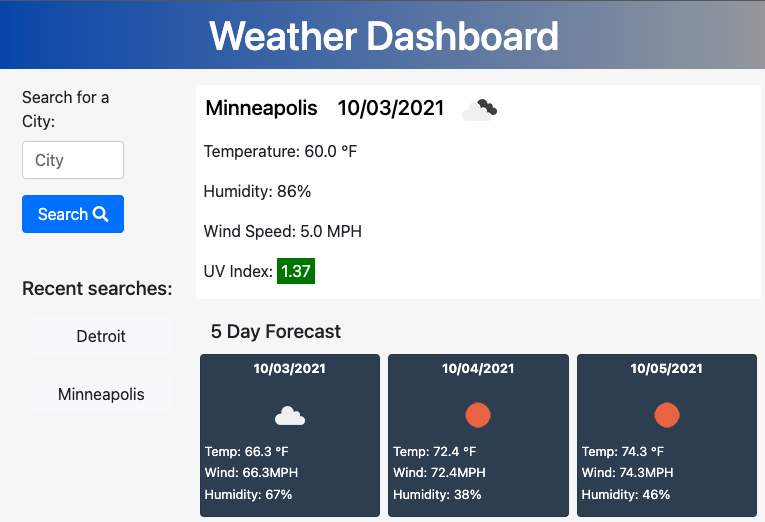 Weather Dashboard
Search for a
City:
City
Search
Recent searches:
Detroit
Minneapolis
Minneapolis 10/03/2021
Temperature: 60.0 °F
Humidity: 86%
Wind Speed: 5.0 MPH
UV Index: 1.37
5 Day Forecast
10/03/2021
Temp: 66.3 °F
Wind: 66.3MPH
Humidity: 67%
10/04/2021
Temp: 72.4 °F
Wind: 72.4MPH
Humidity: 38%
10/05/2021
Temp: 74.3 °F
Wind: 74.3MPH
Humidity: 46%